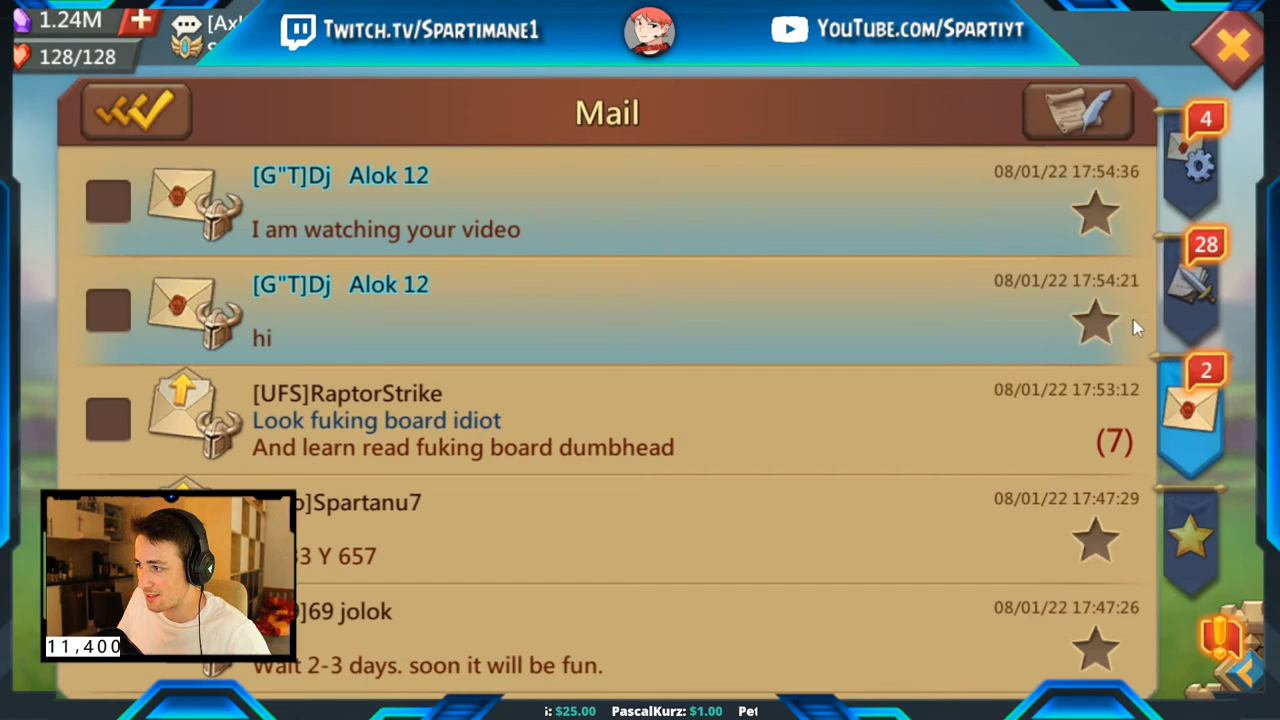 1.24M
[Ax
128/128
TWITCH.TV/SPARTIMANE1
YOUTUBE.COM/SPARTIYT
Mail
4
[G"T]Dj Alok 12
08/01/22 17:54:36
I am watching your video
28
[G"T]Dj Alok 12
08/01/22 17:54:21
hi
2
[UFS]RaptorStrike
08/01/22 17:53:12
Look fuking board idiot
And learn read fuking board dumbhead
(7)
]Spartanu7
08/01/22 17:47:29
3 Y 657
]69 jolok
08/01/22 17:47:26
Wait 2-3 days. soon it will be fun.
11,400
: $25.00 PascalKurz: $1.00 Pet